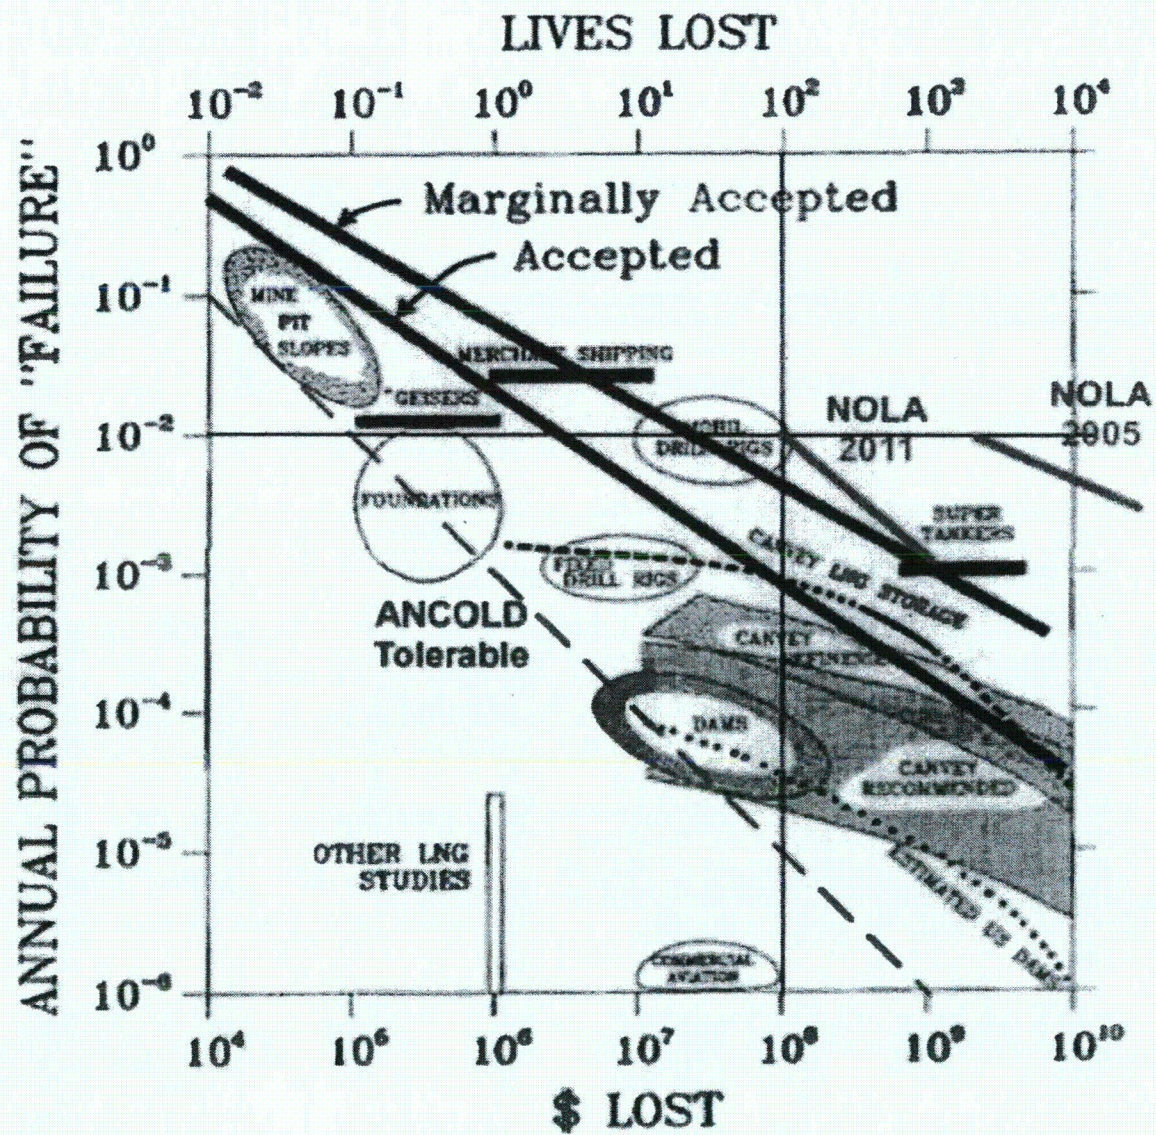 LIVES LOST
10⁻² 10⁻¹ 10⁰ 10¹ 10² 10³ 10⁴
ANNUAL PROBABILITY OF "FAILURE"
10⁰
10⁻¹
10⁻²
10⁻³
10⁻⁴
10⁻⁵
10⁻⁶
Marginally Accepted
Accepted
MINE
PIT
SLOPES
MERCHANT SHIPPING
"GEISERS"
NOLA
2011
NOLA
2005
MOBIL
DRILL RIGS
FOUNDATIONS
SUPER
TANKERS
FIXED
DRILL RIGS
CANVEY LNG STORAGE
ANCOLD
Tolerable
CANVEY
DAMS
CANVEY
RECOMMENDED
OTHER LNG
STUDIES
ESTIMATED US DAMS
COMMERCIAL
AVIATION
10⁴ 10⁵ 10⁶ 10⁷ 10⁸ 10⁹ 10¹⁰
$ LOST